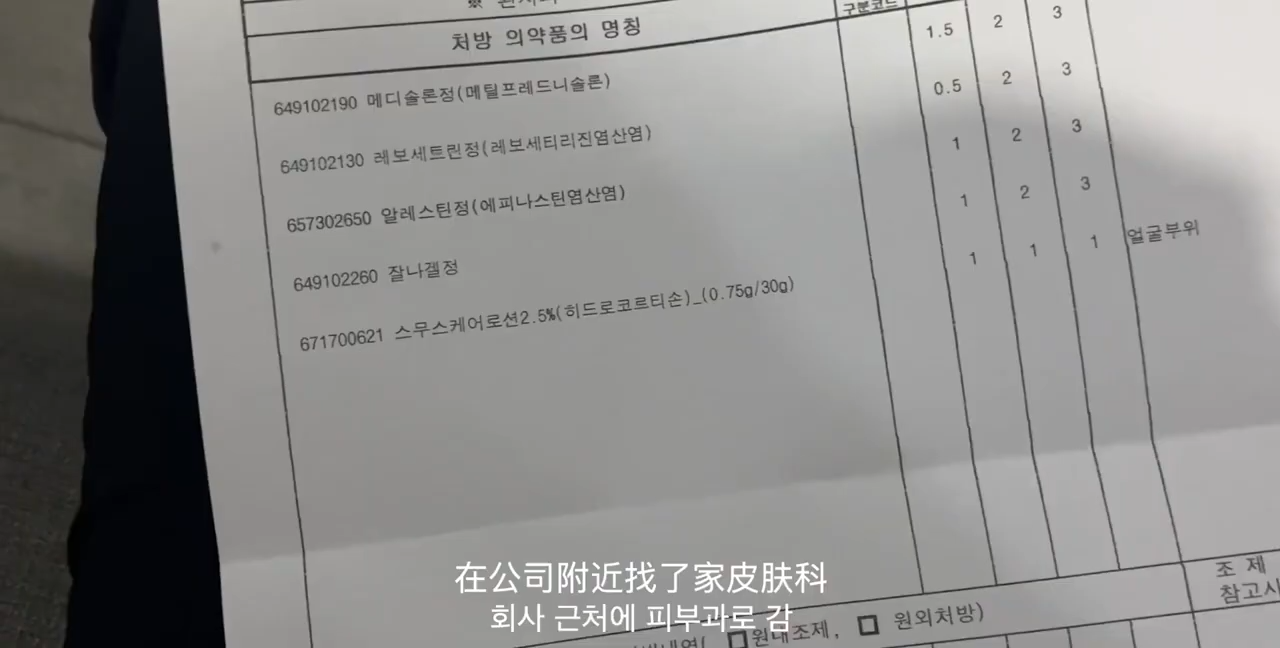 ※
구분코드
처방 의약품의 명칭
649102190 메디솔론정(메틸프레드니솔론) 1.5 2 3
649102130 레보세트린정(레보세티리진염산염) 0.5 2 3
657302650 알레스틴정(에피나스틴염산염) 1 2 3
649102260 잘나겔정 1 2 3
671700621 스무스케어로션2.5%(히드로코르티손)_(0.75g/30g) 1 1 1 얼굴부위
在公司附近找了家皮肤科
회사 근처에 피부과로 감
조 제
참고사
원내조제, □ 원외처방)